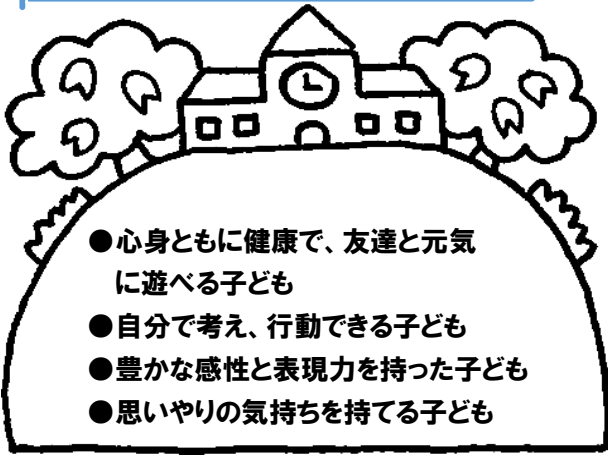 ●心身ともに健康で、友達と元気
に遊べる子ども
●自分で考え、行動できる子ども
●豊かな感性と表現力を持った子ども
●思いやりの気持ちを持てる子ども